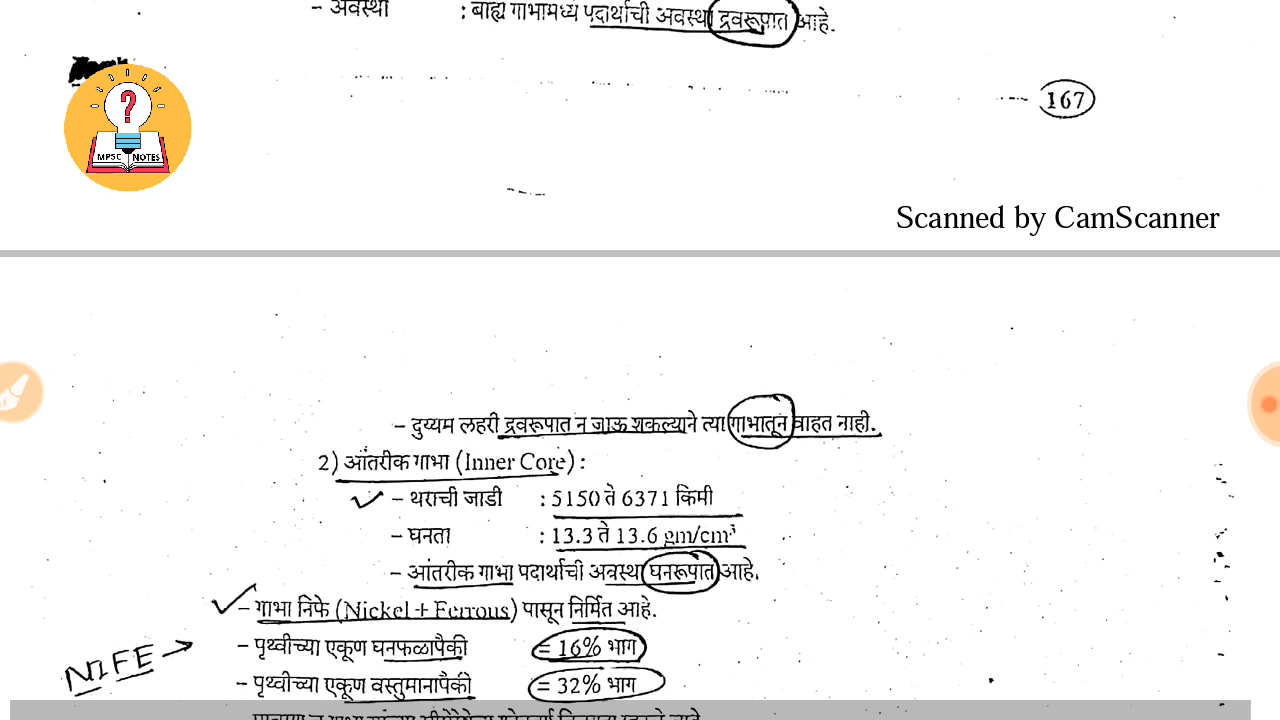 – अवस्था : बाह्य गाभामध्ये पदार्थाची अवस्था द्रवरूपात आहे.
?
MPSC NOTES
167
Scanned by CamScanner
– दुय्यम लहरी द्रवरूपात न जाऊ शकल्याने त्या गाभातून वाहत नाही.
2) आंतरीक गाभा (Inner Core) :
– थराची जाडी : 5150 ते 6371 किमी
– घनता : 13.3 ते 13.6 gm/cm³
– आंतरीक गाभा पदार्थाची अवस्था घनरूपात आहे.
– गाभा निफे (Nickel + Ferrous) पासून निर्मित आहे.
– पृथ्वीच्या एकूण घनफळापैकी = 16% भाग
NIFE →
– पृथ्वीच्या एकूण वस्तुमानापैकी = 32% भाग